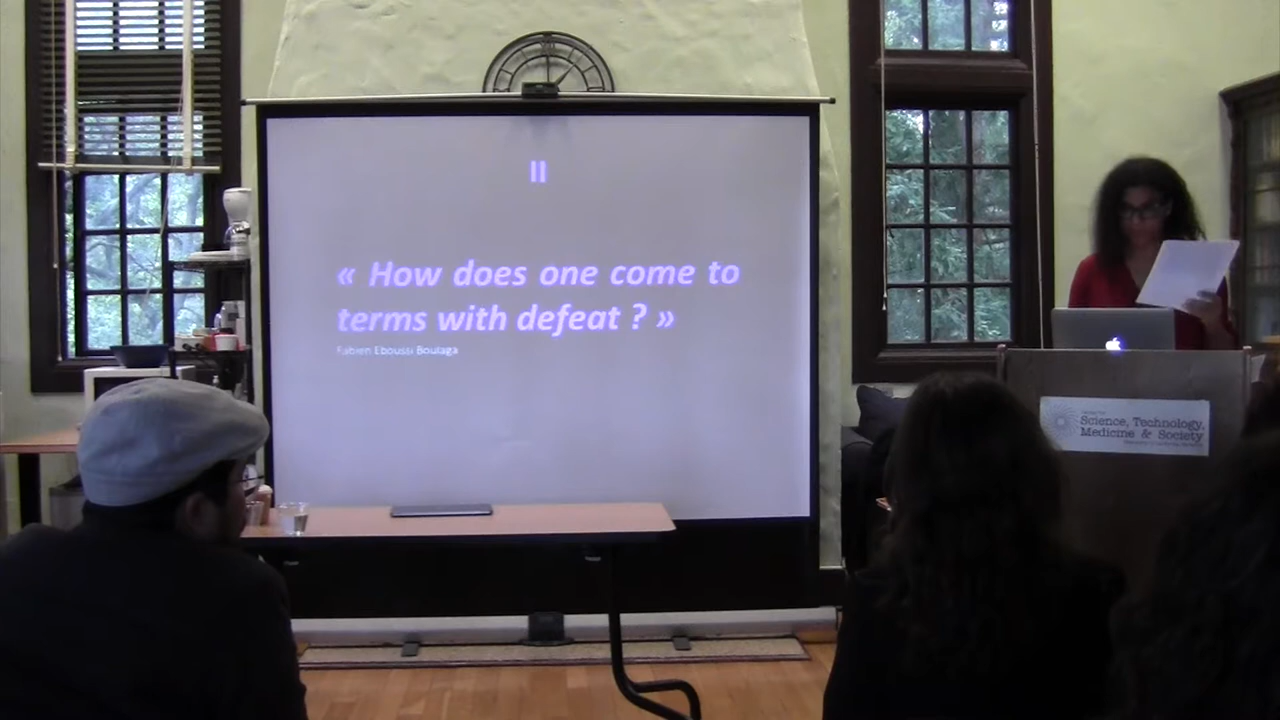 II
« How does one come to
terms with defeat ? »
Fabien Eboussi Boulaga
Science, Technology,
Medicine & Society